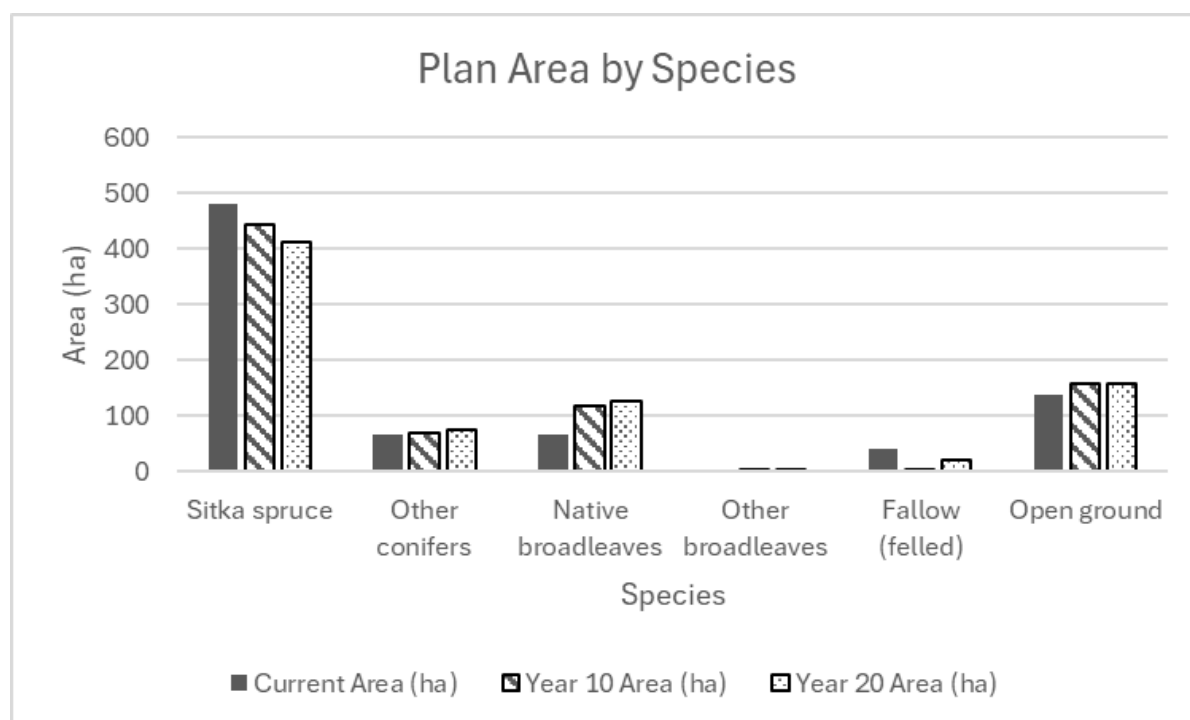 Plan Area by Species
600
500
400
300
200
100
0
Area (ha)
Sitka spruce
Other
conifers
Native
broadleaves
Other
broadleaves
Fallow
(felled)
Open ground
Species
Current Area (ha)
Year 10 Area (ha)
Year 20 Area (ha)